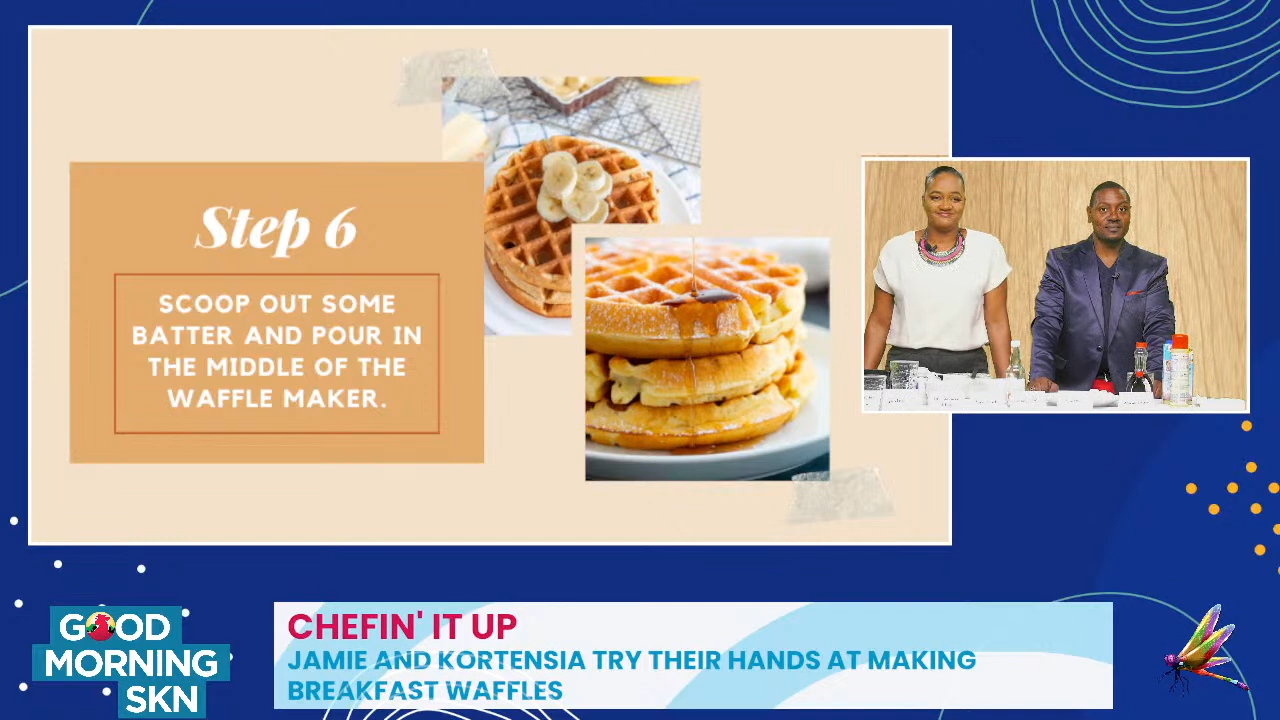 Step 6
SCOOP OUT SOME
BATTER AND POUR IN
THE MIDDLE OF THE
WAFFLE MAKER.
GOOD
MORNING
SKN
CHEFIN' IT UP
JAMIE AND KORTENSIA TRY THEIR HANDS AT MAKING
BREAKFAST WAFFLES